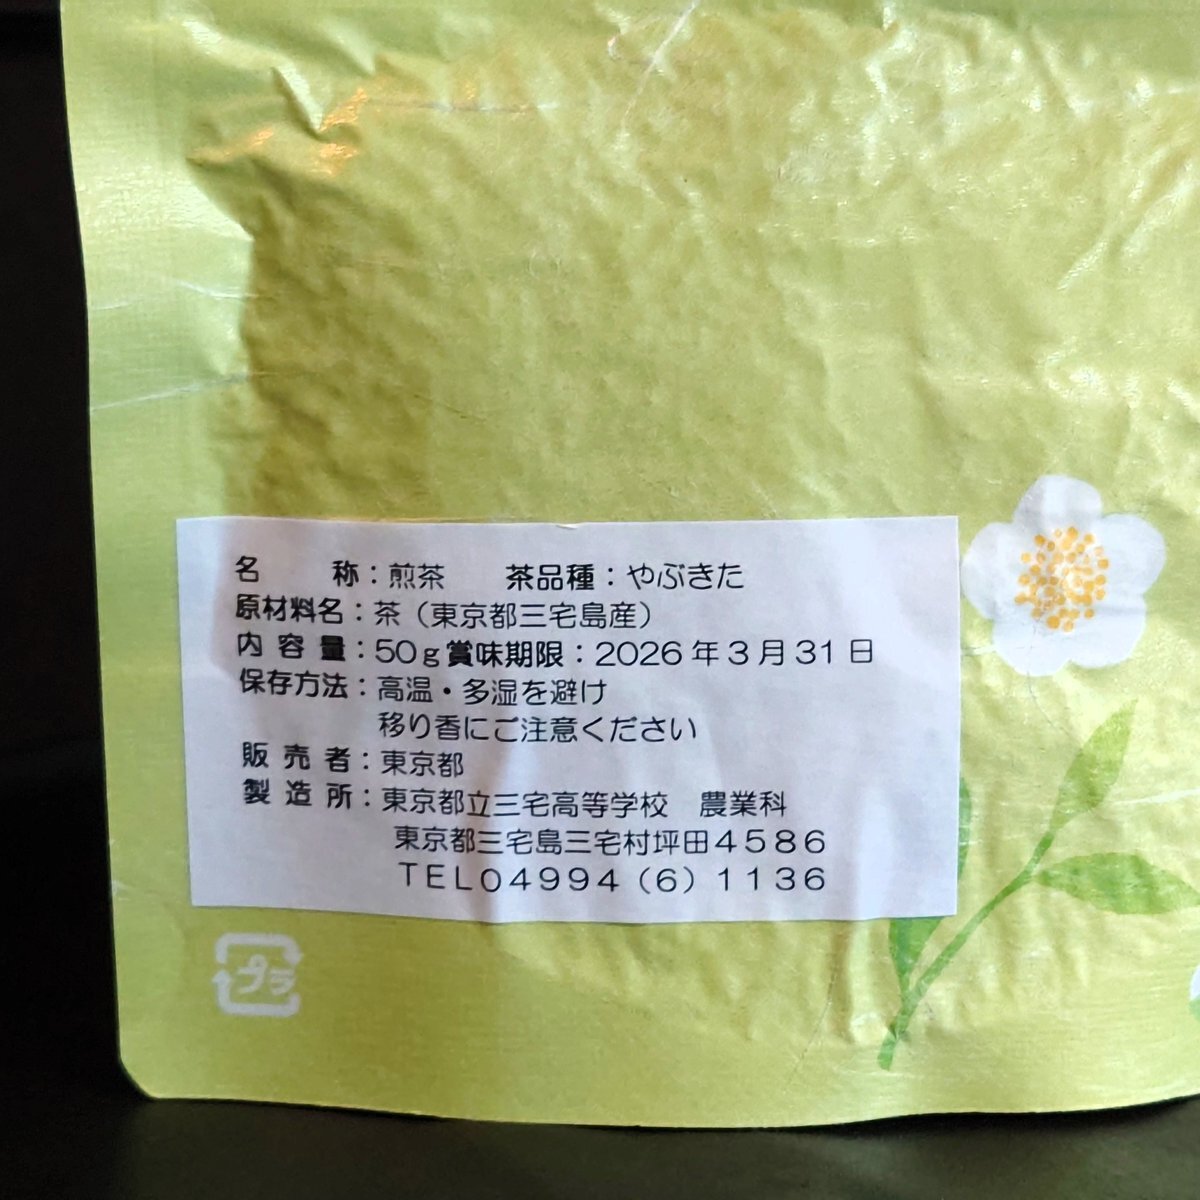 名　称：煎茶　茶品種：やぶきた
原材料名：茶（東京都三宅島産）
内容量：50ｇ賞味期限：2026年3月31日
保存方法：高温・多湿を避け
移り香にご注意ください
販売者：東京都
製造所：東京都立三宅高等学校　農業科
東京都三宅島三宅村坪田４５８６
ＴＥＬ０４９９４（６）１１３６
プラ